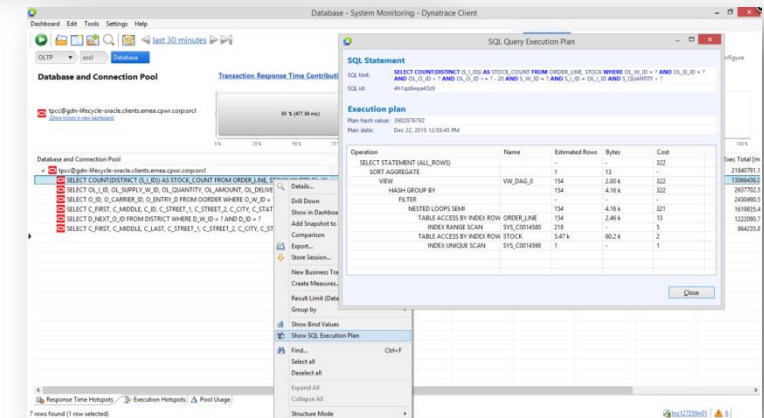 Database - System Monitoring - Dynatrace Client
Dashboard Edit Tools Settings Help
last 30 minutes
OLTP orcl Database
Database and Connection Pool
Transaction Response Time Contributi
nfigure
tpcc@gdn-lifecycle-oracle.clients.emea.cpwr.corp:orcl
(Show hotspots in new dashboard)
Database and Connection Pool
Exec Total [m
tpcc@gdn-lifecycle-oracle.clients.emea.cpwr.corp:orcl
SELECT COUNT(DISTINCT (S_I_ID)) AS STOCK_COUNT FROM ORDER_LINE, STOCK WHERE OL_W_ID =
SELECT OL_I_ID, OL_SUPPLY_W_ID, OL_QUANTITY, OL_AMOUNT, OL_DELIVE
SELECT O_ID, O_CARRIER_ID, O_ENTRY_D FROM OORDER WHERE O_W_ID =
SELECT C_FIRST, C_MIDDLE, C_ID, C_STREET_1, C_STREET_2, C_CITY, C_STAT
SELECT D_NEXT_O_ID FROM DISTRICT WHERE D_W_ID = ? AND D_ID = ?
SELECT C_FIRST, C_MIDDLE, C_LAST, C_STREET_1, C_STREET_2, C_CITY, C_ST
Details...
Drill Down
Show in Dashboa
Add Snapshot to
Comparison
Export...
Store Session...
New Business Tra
Create Measures..
Result Limit (Data
Group by
Show Bind Values
Show SQL Execution Plan
Find... Ctrl+F
Select all
Deselect all
Expand All
Collapse All
Structure Mode
SQL Query Execution Plan
SQL Statement
SQL text: SELECT COUNT(DISTINCT (S_I_ID)) AS STOCK_COUNT FROM ORDER_LINE, STOCK WHERE OL_W_ID = ? AND OL_D_ID = ?
AND OL_O_ID < ? AND OL_O_ID >= ? - 20 AND S_W_ID = ? AND S_I_ID = OL_I_ID AND S_QUANTITY < ?
SQL id:
Execution plan
Plan hash value: 3902876792
Plan date: Dec 22, 2015 12:55:45 PM
Operation Name Estimated Rows Bytes Cost
SELECT STATEMENT (ALL_ROWS) - - 322
SORT AGGREGATE 1 13 -
VIEW VW_DAG_0 154 2.00 k 322
HASH GROUP BY 154 4.16 k 322
FILTER - - -
NESTED LOOPS SEMI 154 4.16 k 321
TABLE ACCESS BY INDEX ROW ORDER_LINE 154 2.46 k 13
INDEX RANGE SCAN SYS_C0014580 218 - 5
TABLE ACCESS BY INDEX ROW STOCK 5.47 k 60.2 k 2
INDEX UNIQUE SCAN SYS_C0014598 1 - 1
Close
Response Time Hotspots Execution Hotspots Pool Usage
7 rows found (1 row selected)